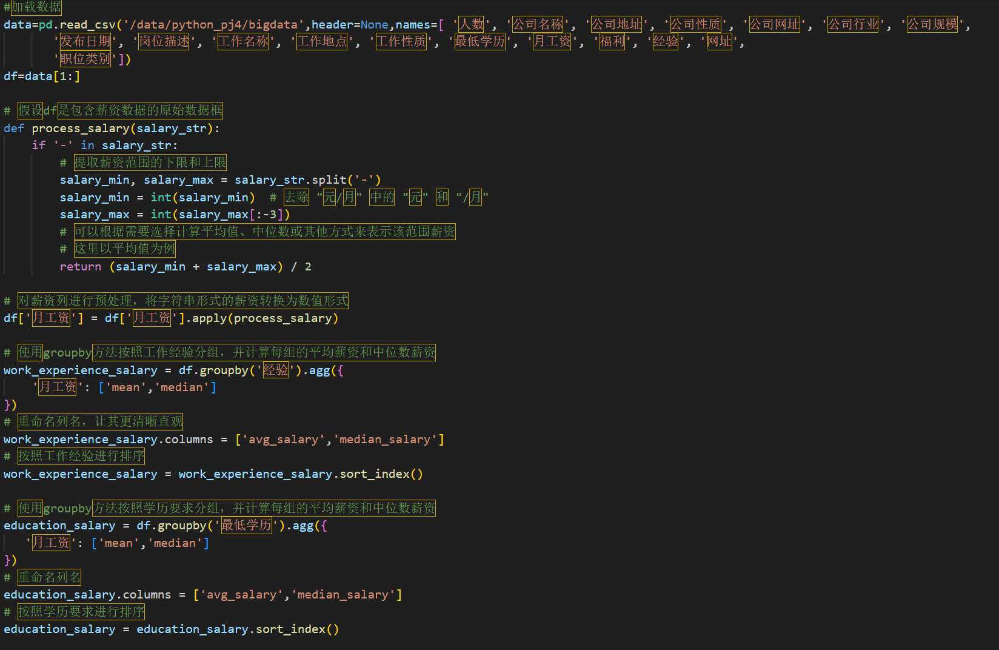 #加载数据
data=pd.read_csv('/data/python_pj4/bigdata',header=None,names=[ '人数', '公司名称', '公司地址', '公司性质', '公司网址', '公司行业', '公司规模',
'发布日期', '岗位描述', '工作名称', '工作地点', '工作性质', '最低学历', '月工资', '福利', '经验', '网址',
'职位类别'])
df=data[1:]
# 假设df是包含薪资数据的原始数据框
def process_salary(salary_str):
if '-' in salary_str:
# 提取薪资范围的下限和上限
salary_min, salary_max = salary_str.split('-')
salary_min = int(salary_min)  # 去除 "元/月" 中的 "元" 和 "/月"
salary_max = int(salary_max[:-3])
# 可以根据需要选择计算平均值、中位数或其他方式来表示该范围薪资
# 这里以平均值为例
return (salary_min + salary_max) / 2
# 对薪资列进行预处理，将字符串形式的薪资转换为数值形式
df['月工资'] = df['月工资'].apply(process_salary)
# 使用groupby方法按照工作经验分组，并计算每组的平均薪资和中位数薪资
work_experience_salary = df.groupby('经验').agg({
'月工资': ['mean','median']
})
# 重命名列名，让其更清晰直观
work_experience_salary.columns = ['avg_salary','median_salary']
# 按照工作经验进行排序
work_experience_salary = work_experience_salary.sort_index()
# 使用groupby方法按照学历要求分组，并计算每组的平均薪资和中位数薪资
education_salary = df.groupby('最低学历').agg({
'月工资': ['mean','median']
})
# 重命名列名
education_salary.columns = ['avg_salary','median_salary']
# 按照学历要求进行排序
education_salary = education_salary.sort_index()